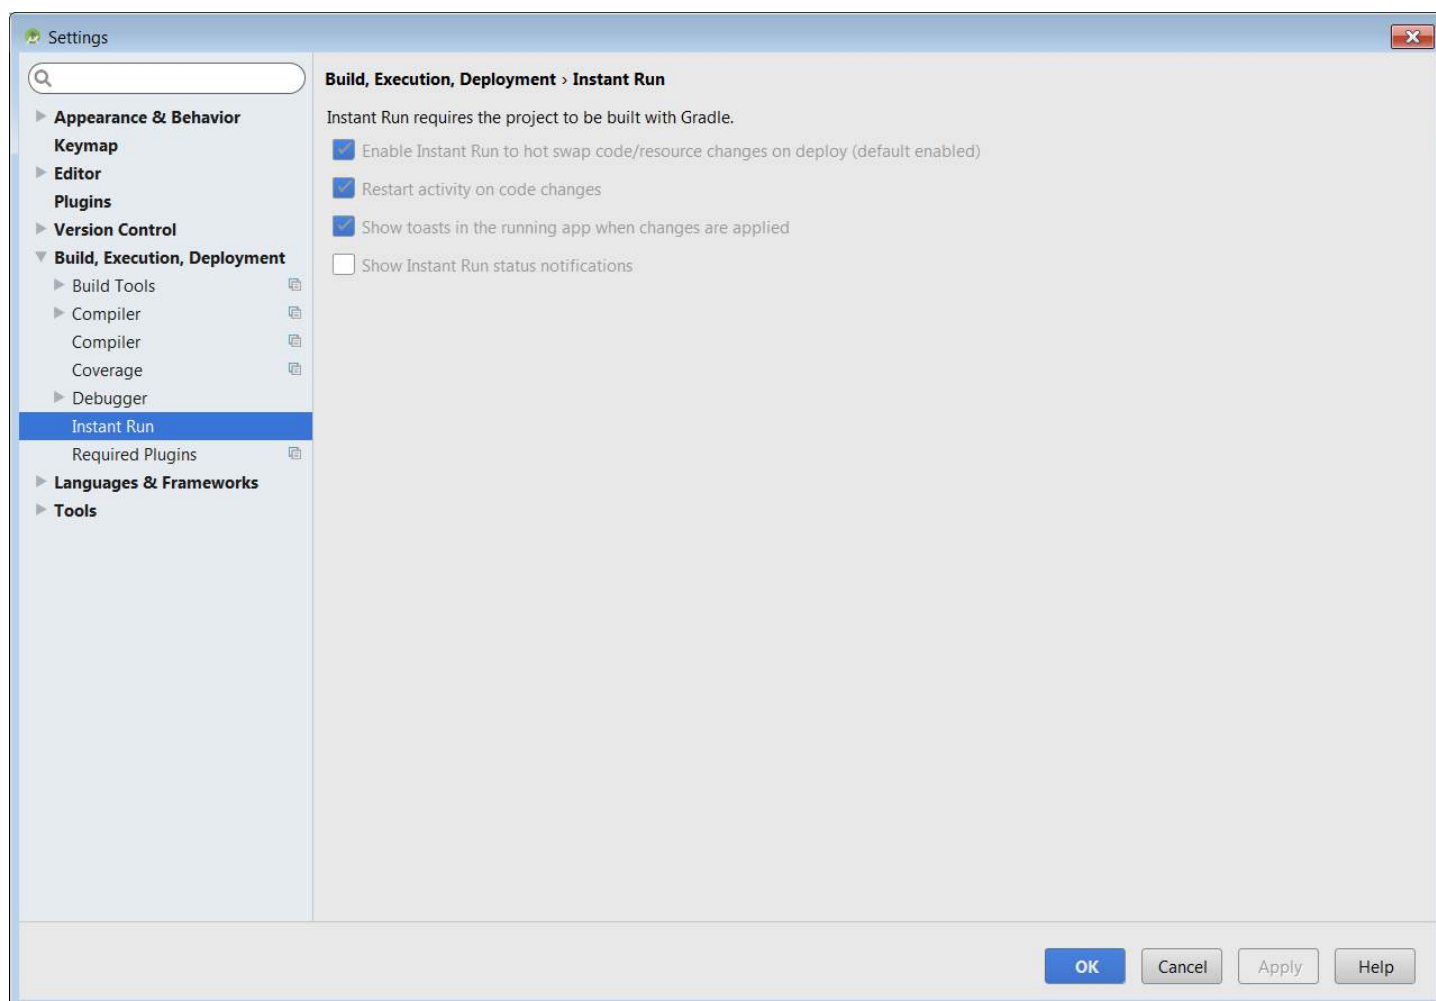 Settings
Appearance & Behavior
Keymap
Editor
Plugins
Version Control
Build, Execution, Deployment
Build Tools
Compiler
Compiler
Coverage
Debugger
Instant Run
Required Plugins
Languages & Frameworks
Tools
Build, Execution, Deployment › Instant Run
Instant Run requires the project to be built with Gradle.
Enable Instant Run to hot swap code/resource changes on deploy (default enabled)
Restart activity on code changes
Show toasts in the running app when changes are applied
Show Instant Run status notifications
OK Cancel Apply Help